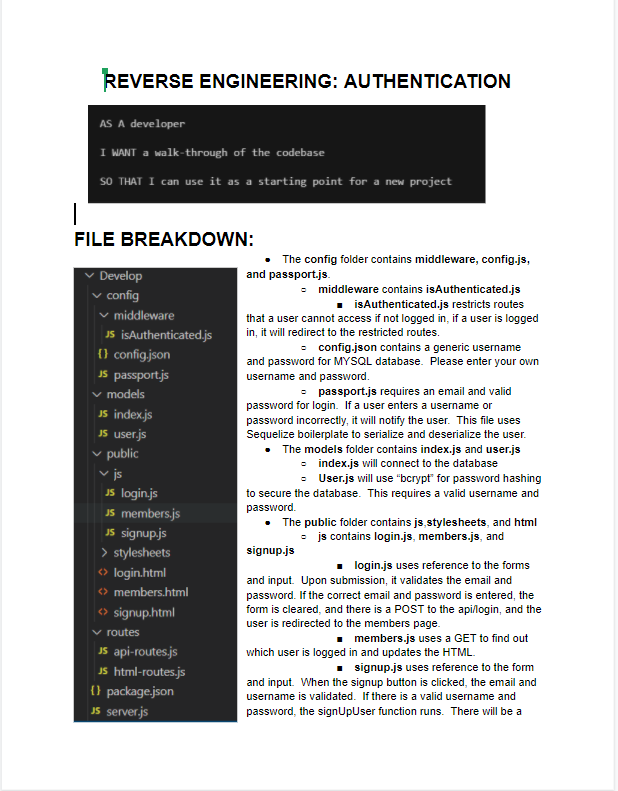 REVERSE ENGINEERING: AUTHENTICATION
AS A developer
I WANT a walk-through of the codebase
SO THAT I can use it as a starting point for a new project
FILE BREAKDOWN:
Develop
config
middleware
JS isAuthenticated.js
{} config.json
JS passport.js
models
JS index.js
JS user.js
public
js
JS login.js
JS members.js
JS signup.js
stylesheets
<> login.html
<> members.html
<> signup.html
routes
JS api-routes.js
JS html-routes.js
{} package.json
JS server.js
● The config folder contains middleware, config.js,
and passport.js.
○ middleware contains isAuthenticated.js
■ isAuthenticated.js restricts routes
that a user cannot access if not logged in, if a user is logged
in, it will redirect to the restricted routes.
○ config.json contains a generic username
and password for MYSQL database. Please enter your own
username and password.
○ passport.js requires an email and valid
password for login. If a user enters a username or
password incorrectly, it will notify the user. This file uses
Sequelize boilerplate to serialize and deserialize the user.
● The models folder contains index.js and user.js
○ index.js will connect to the database
○ User.js will use “bcrypt” for password hashing
to secure the database. This requires a valid username and
password.
● The public folder contains js,stylesheets, and html
○ js contains login.js, members.js, and
signup.js
■ login.js uses reference to the forms
and input. Upon submission, it validates the email and
password. If the correct email and password is entered, the
form is cleared, and there is a POST to the api/login, and the
user is redirected to the members page.
■ members.js uses a GET to find out
which user is logged in and updates the HTML.
■ signup.js uses reference to the form
and input. When the signup button is clicked, the email and
username is validated. If there is a valid username and
password, the signUpUser function runs. There will be a